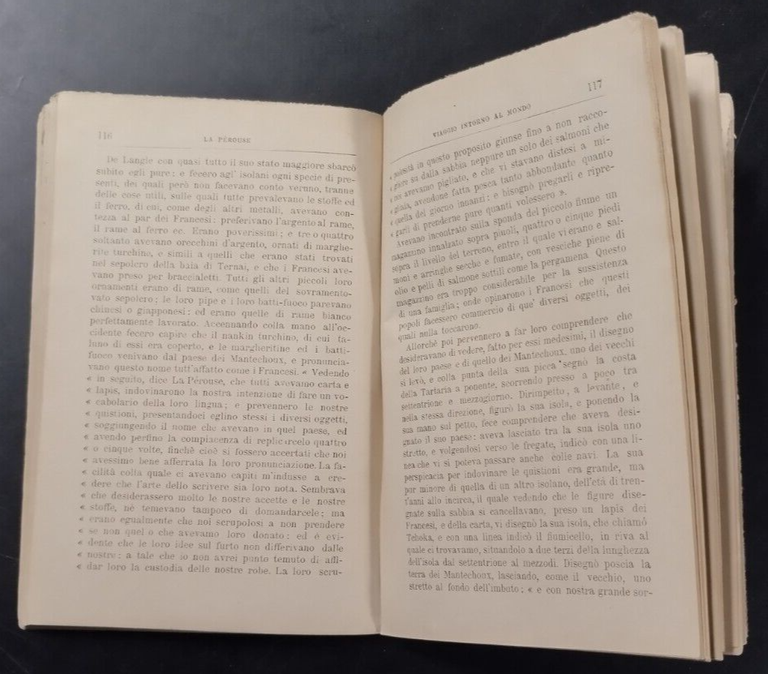 116
LA PÉROUSE
De Langle con quasi tutto il suo stato maggiore sbarcò
subito egli pure: e fecero agl' isolani ogni specie di pre-
senti, dei quali però non facevano conto veruno, tranne
delle cose utili, sulle quali tutte prevalevano le stoffe ed
il ferro, di cui, come degli altri metalli, avevano con-
tezza al par dei Francesi: preferivano l'argento al rame,
il rame al ferro ec. Erano poverissimi; e tre o quattro
soltanto avevano orecchini d'argento, ornati di marghe-
rite turchine, e simili a quelli che erano stati trovati
nel sepolcro della baia di Ternai, e che i Francesi ave-
vano preso per braccialetti. Tutti gli altri piccoli loro
ornamenti erano di rame, come quelli del sovramento-
vato sepolcro; le loro pipe e i loro batti-fuoco parevano
chinesi o giapponesi: ed erano quelle di rame bianco
perfettamente lavorato. Accennando colla mano all'oc-
cidente fecero capire che il nankin turchino, di cui ta-
luno di essi era coperto, e le margheritine ed i batti-
fuoco venivano dal paese dei Mantechoux, e pronuncia-
vano questo nome tutt'affatto come i Francesi. « Vedendo
« in seguito, dice La Pérouse, che tutti avevamo carta e
« lapis, indovinarono la nostra intenzione di fare un vo-
« cabolario della loro lingua; e prevennero le nostre
« quistioni, presentandoci eglino stessi i diversi oggetti,
« soggiungendo il nome che avevano in quel paese, ed
« avendo perfino la compiacenza di replicarcelo quattro
« o cinque volte, finchè cioè si fossero accertati che noi
« avessimo bene afferrata la loro pronunciazione. La fa-
« cilità colla quale ci avevano capiti m'indusse a cre-
« dere che l'arte dello scrivere sia loro nota. Sembrava
« che desiderassero molto le nostre accette e le nostre
« stoffe, nè temevano tampoco di domandarcele; ma
« erano egualmente che noi scrupolosi a non prendere
« se non quel o che avevamo loro donato; ed è evi-
« dente che le loro idee sul furto non differivano dalle
« nostre: a tale che io non avrei punto temuto di affi-
« dar loro la custodia delle nostre robe. La loro scru-
VIAGGIO INTORNO AL MONDO
117
« polosità in questo proposito giunse fino a non racco-
« gliere su dalla sabbia neppure un solo dei salmoni che
« noi avevamo pigliato, e che vi stavano distesi a mi-
« gliaia, avendone fatta pesca tanto abbondante quanto
« quella del giorno innanti; e bisognò pregarli e ripre-
« garli di prenderne pure quanti volessero ».
Avevano incontrato sulla sponda del piccolo fiume un
magazzino innalzato sopra piuoli, quattro o cinque piedi
sopra il livello del terreno, entro il quale vi erano e sal-
moni e arringhe secche e fumate, con vesciche piene di
olio e pelli di salmone sottili come la pergamena. Questo
magazzino era troppo considerabile per la sussistenza
di una famiglia; onde opinarono i Francesi che questi
popoli facessero commercio di que' diversi oggetti, dei
quali nulla toccarono.
Allorchè poi pervennero a far loro comprendere che
desideravano di vedere, fatto per essi medesimi, il disegno
del loro paese e di quello dei Mantechoux, uno dei vecchi
si levò, e colla punta della sua picca segnò la costa
della Tartaria a ponente, scorrendo presso a poco tra
settentrione e mezzogiorno. Dirimpetto, a levante, e
nella stessa direzione, figurò la sua isola, e ponendo la
sua mano sul petto, fece comprendere che aveva dise-
gnato il suo paese: aveva lasciato tra la sua isola uno
stretto, e volgendosi verso le fregate, indicò con una li-
nea che vi si poteva passare anche colle navi. La sua
perspicacia per indovinare le quistioni era grande, ma
por minore di quella di un altro isolano, dell'età di tren-
t'anni allo incirca, il quale vedendo che le figure dise-
gnate sulla sabbia si cancellavano, preso un lapis dei
Francesi, e della carta, vi disegnò la sua isola, che chiamò
Tchoka, e con una linea indicò il fiumicello, in riva al
quale ci trovavamo, situandolo a due terzi della lunghezza
dell'isola dal settentrione al mezzodì. Disegnò poscia la
terra dei Mantechoux, lasciando, come il vecchio, uno
stretto al fondo dell'imbuto; « e con nostra grande sor-